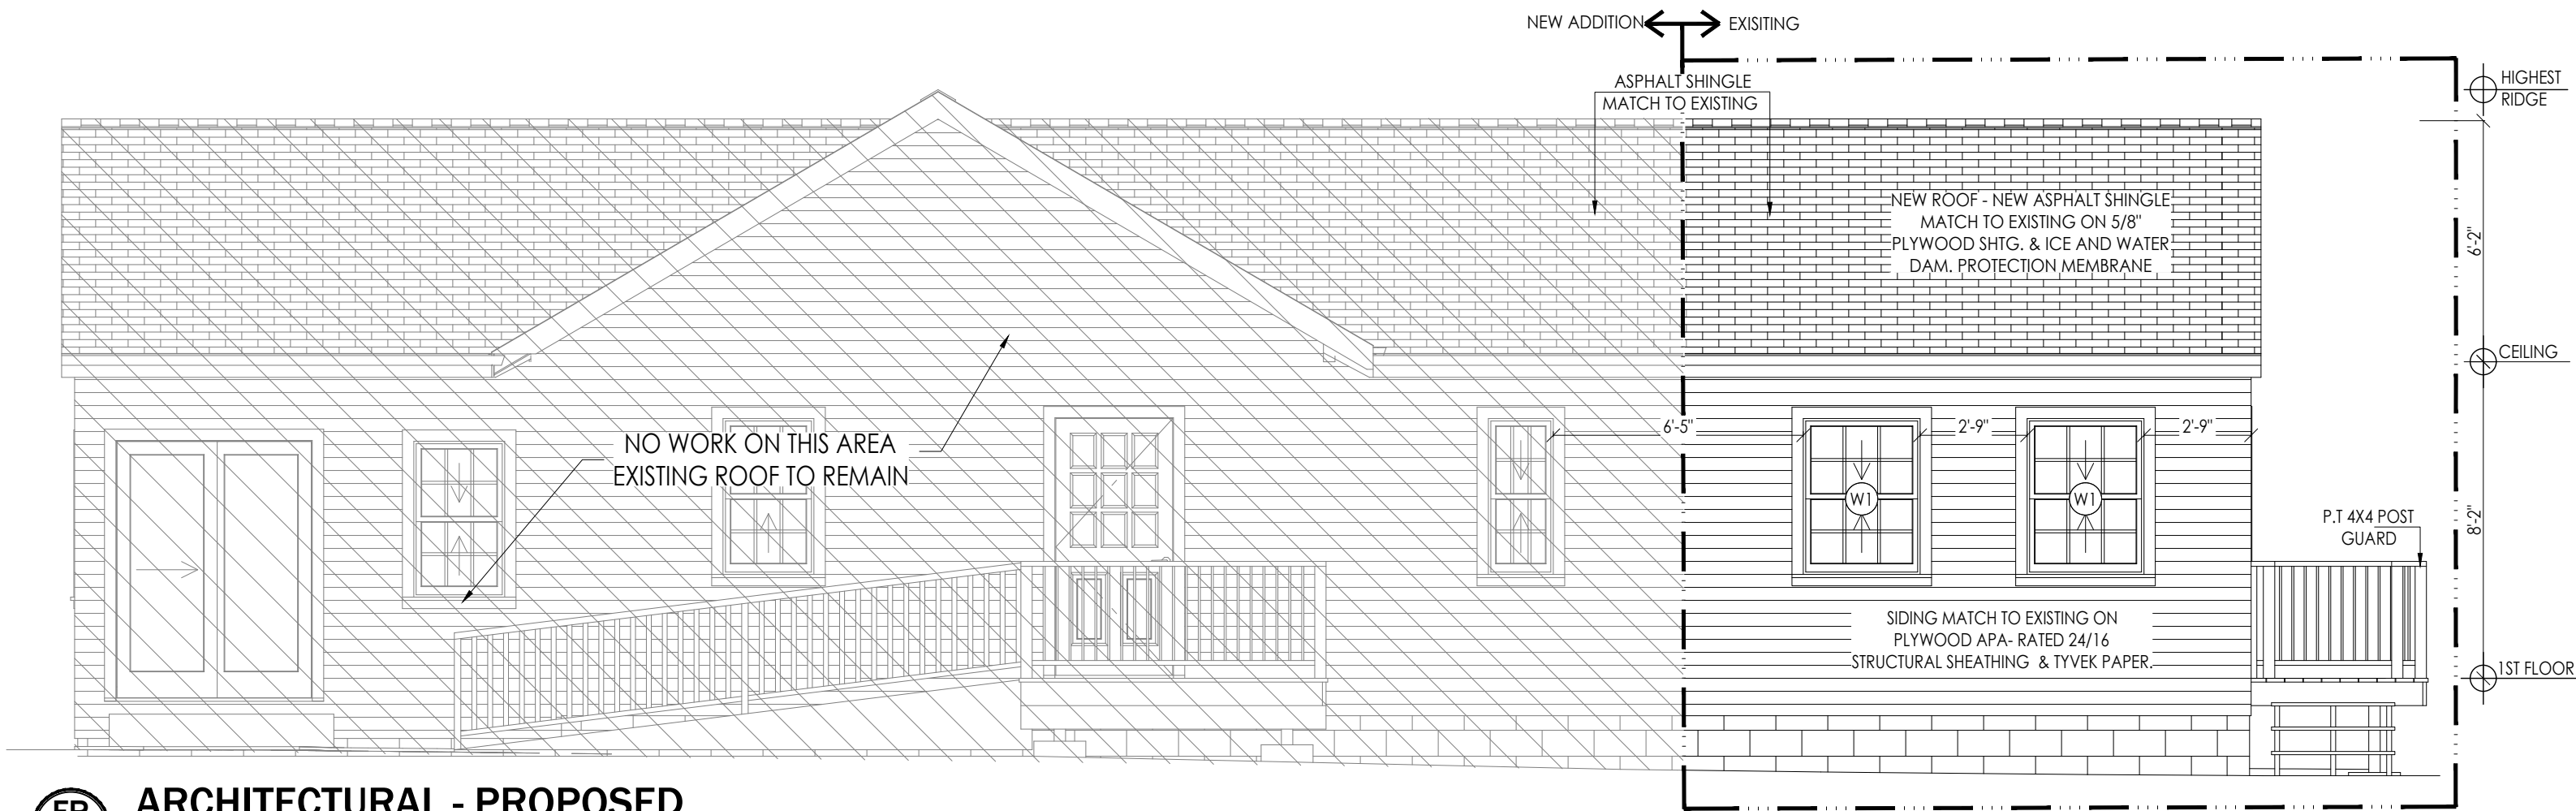 NEW ADDITION
EXISITING
ASPHALT SHINGLE
MATCH TO EXISTING
HIGHEST
RIDGE
NEW ROOF - NEW ASPHALT SHINGLE
MATCH TO EXISTING ON 5/8"
PLYWOOD SHTG. & ICE AND WATER
DAM. PROTECTION MEMBRANE
6'-2"
CEILING
NO WORK ON THIS AREA
EXISTING ROOF TO REMAIN
6'-5"
2'-9"
2'-9"
W1
W1
8'-2"
P.T 4X4 POST
GUARD
SIDING MATCH TO EXISTING ON
PLYWOOD APA- RATED 24/16
STRUCTURAL SHEATHING & TYVEK PAPER.
1ST FLOOR
ARCHITECTURAL - PROPOSED